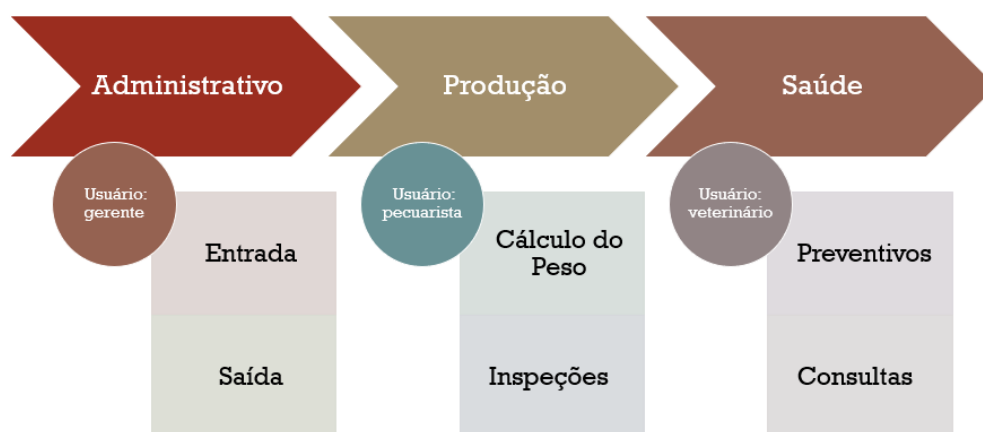 Administrativo
Produção
Saúde
Usuário:
gerente
Entrada
Saída
Usuário:
pecuarista
Cálculo do
Peso
Inspeções
Usuário:
veterinário
Preventivos
Consultas